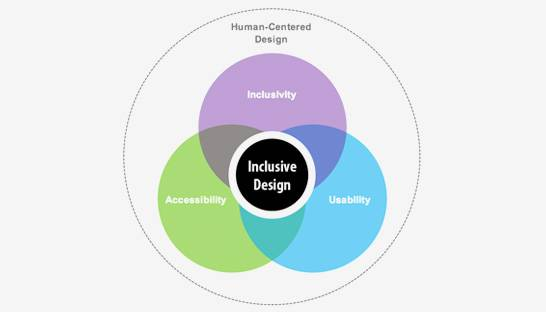 Human-Centered
Design
Inclusivity
Inclusive
Design
Accessibility
Usability